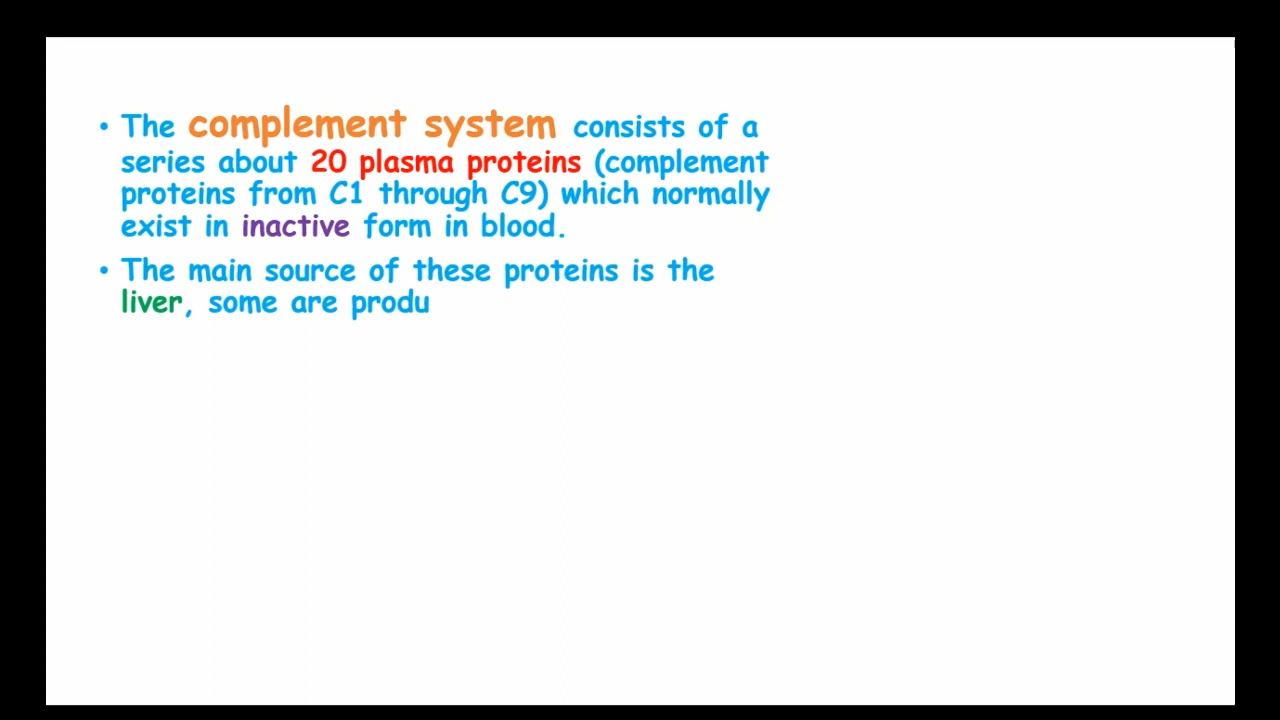 • The complement system consists of a
series about 20 plasma proteins (complement
proteins from C1 through C9) which normally
exist in inactive form in blood.
• The main source of these proteins is the
liver, some are produ